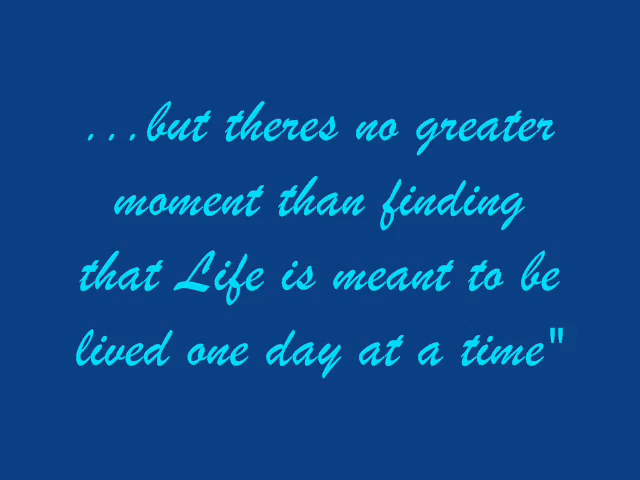 ...but theres no greater
moment than finding
that Life is meant to be
lived one day at a time"